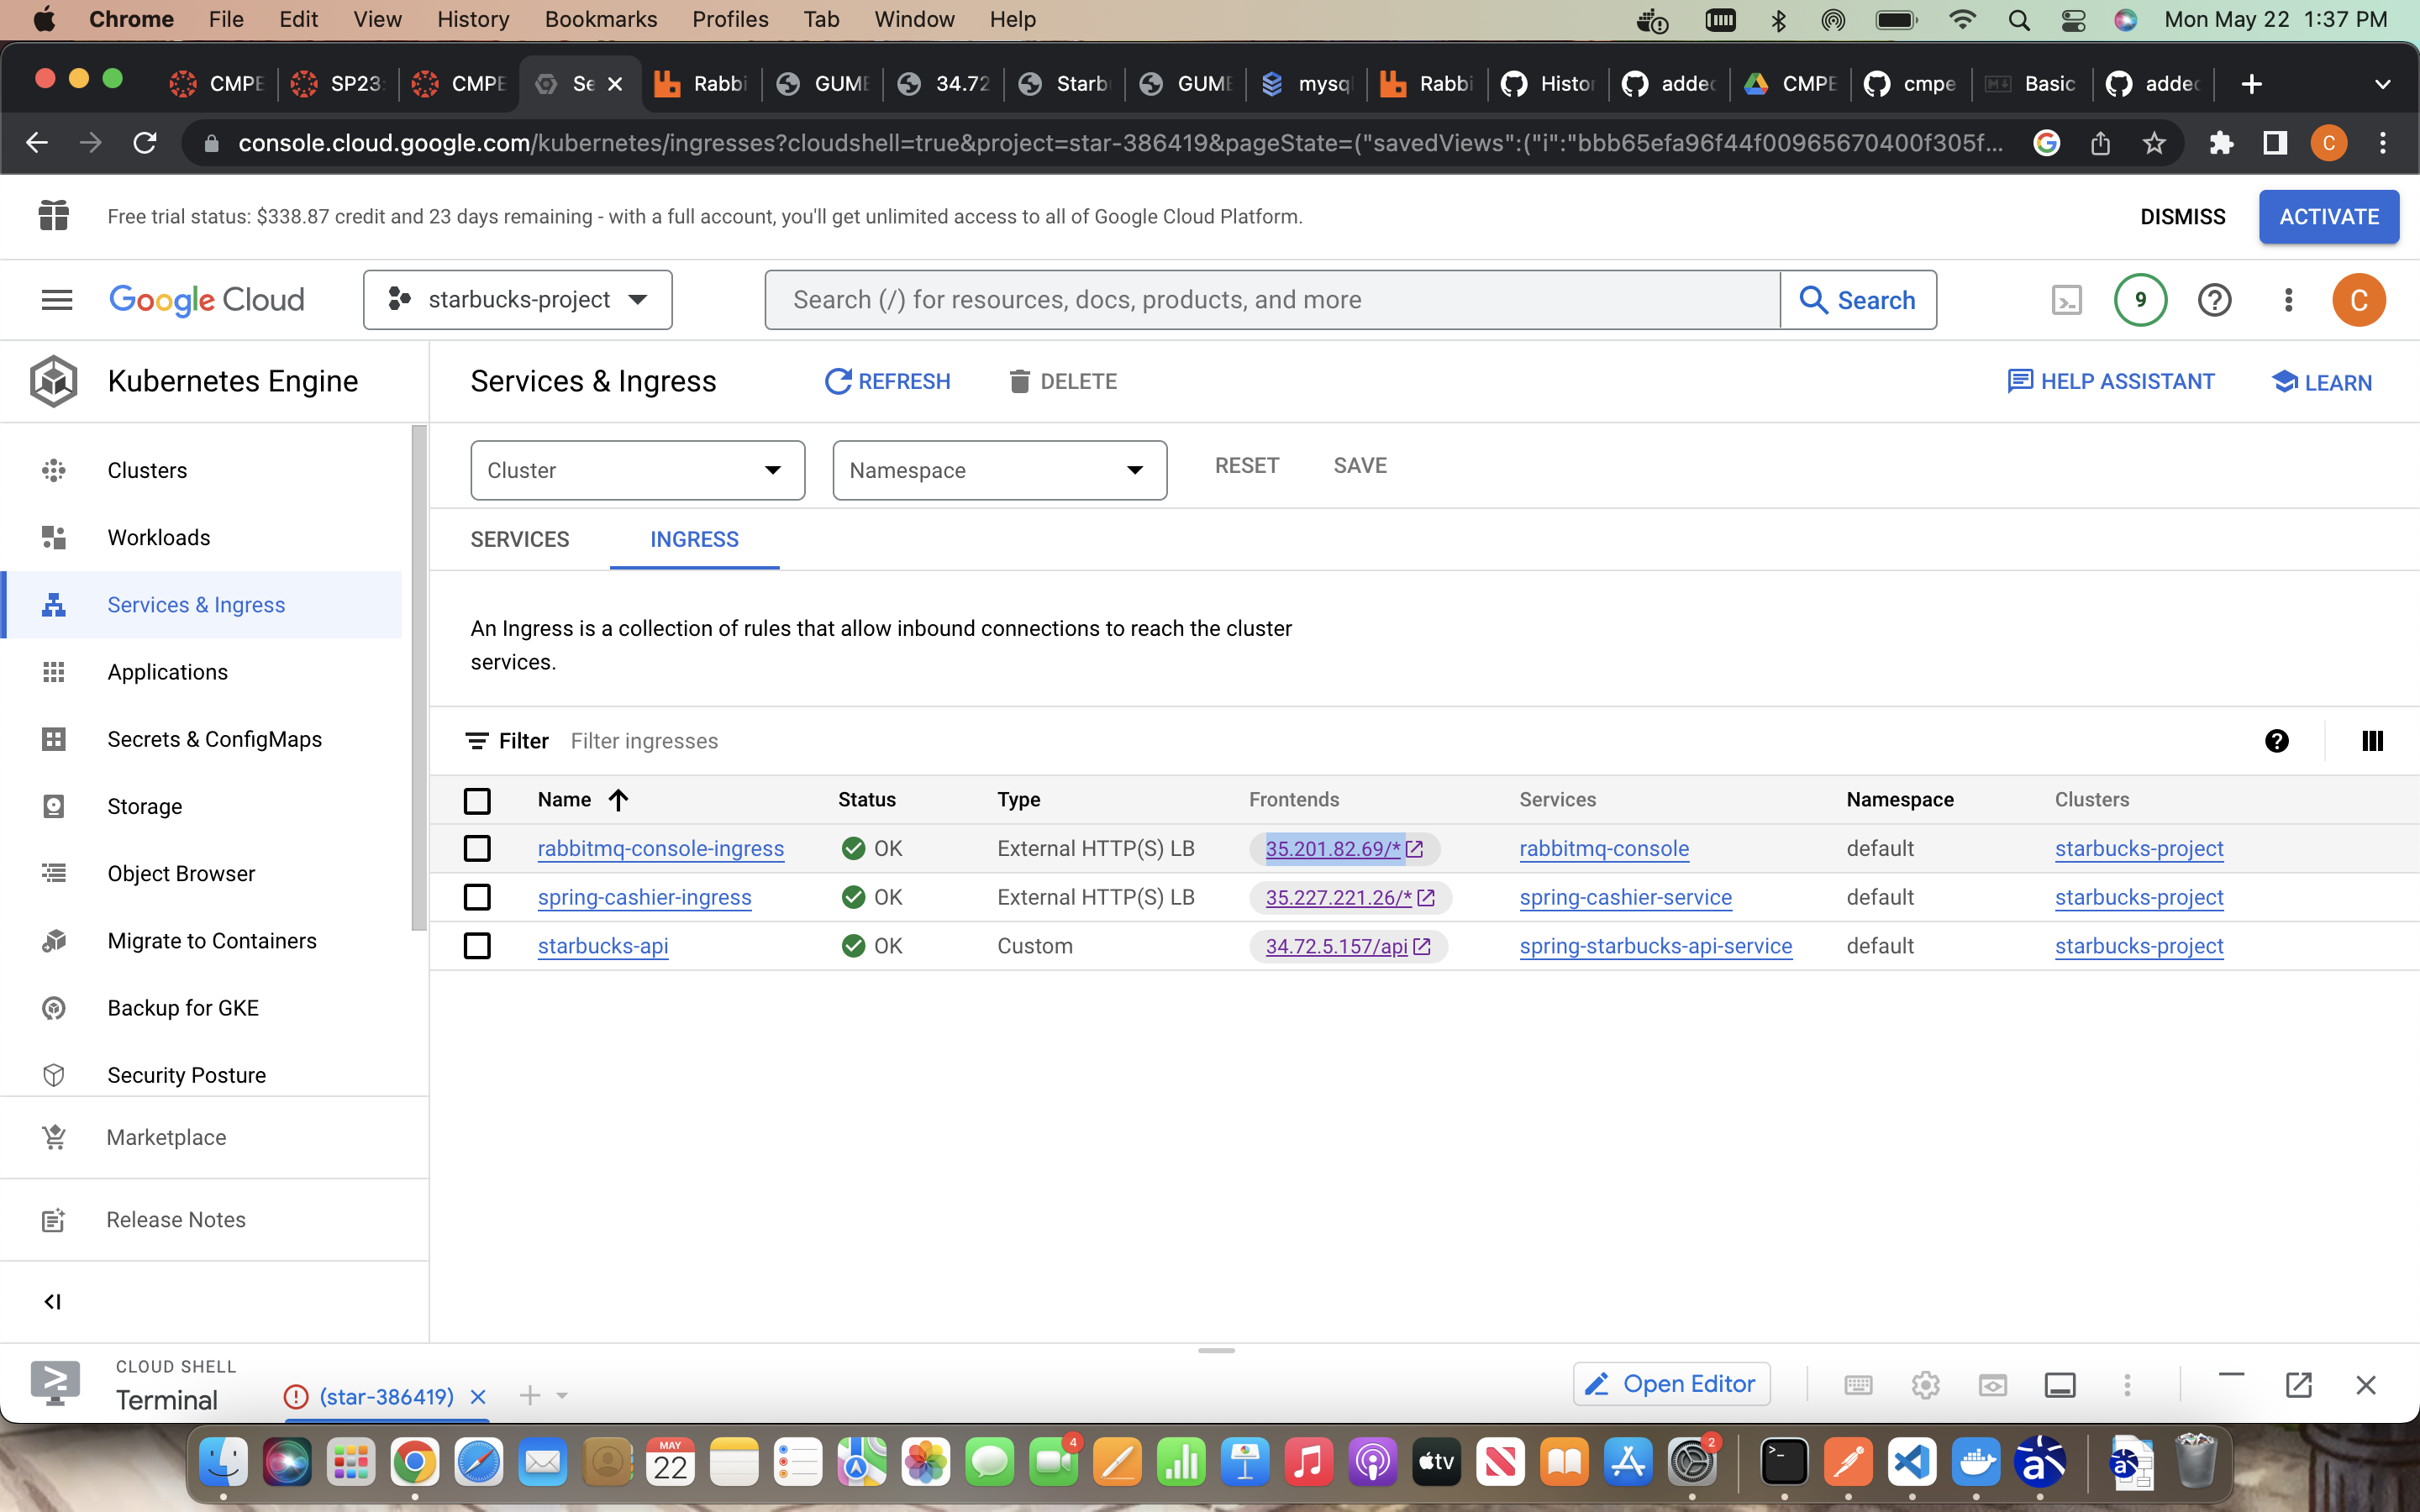 Chrome File Edit View History Bookmarks Profiles Tab Window Help Mon May 22 1:37 PM
CMPE SP23: CMPE Se Rabbi GUME 34.72 Starb GUME mysq Rabbi Histor added CMPE cmpe Basic added
console.cloud.google.com/kubernetes/ingresses?cloudshell=true&project=star-386419&pageState=("savedViews":("i":"bbb65efa96f44f00965670400f305f... C
Free trial status: $338.87 credit and 23 days remaining - with a full account, you'll get unlimited access to all of Google Cloud Platform. DISMISS ACTIVATE
Google Cloud starbucks-project Search (/) for resources, docs, products, and more Search 9 C
Kubernetes Engine Services & Ingress REFRESH DELETE HELP ASSISTANT LEARN
Clusters
Workloads
Services & Ingress
Applications
Secrets & ConfigMaps
Storage
Object Browser
Migrate to Containers
Backup for GKE
Security Posture
Marketplace
Release Notes
Cluster Namespace RESET SAVE
SERVICES INGRESS
An Ingress is a collection of rules that allow inbound connections to reach the cluster
services.
Filter Filter ingresses
Name Status Type Frontends Services Namespace Clusters
rabbitmq-console-ingress OK External HTTP(S) LB 35.201.82.69/* rabbitmq-console default starbucks-project
spring-cashier-ingress OK External HTTP(S) LB 35.227.221.26/* spring-cashier-service default starbucks-project
starbucks-api OK Custom 34.72.5.157/api spring-starbucks-api-service default starbucks-project
CLOUD SHELL
Terminal (star-386419) Open Editor
MAY
22
4
tv
2